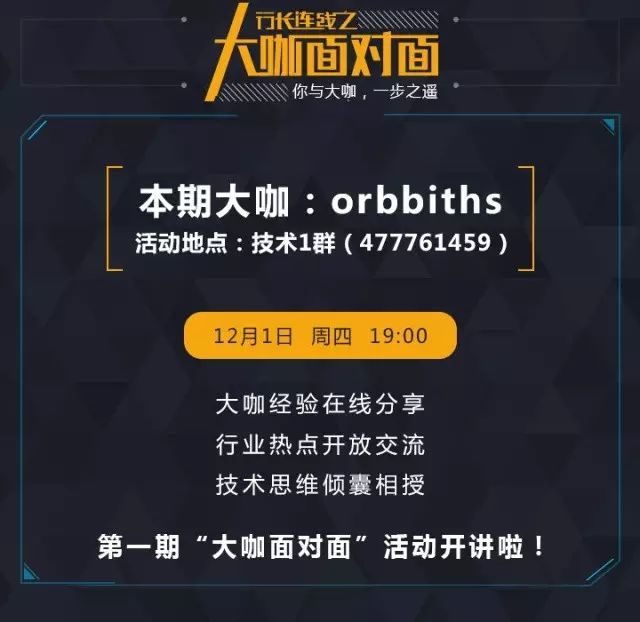 行长连线之
大咖面对面
你与大咖，一步之遥
本期大咖：orbbiths
活动地点：技术1群（477761459）
12月1日 周四 19:00
大咖经验在线分享
行业热点开放交流
技术思维倾囊相授
第一期“大咖面对面”活动开讲啦！